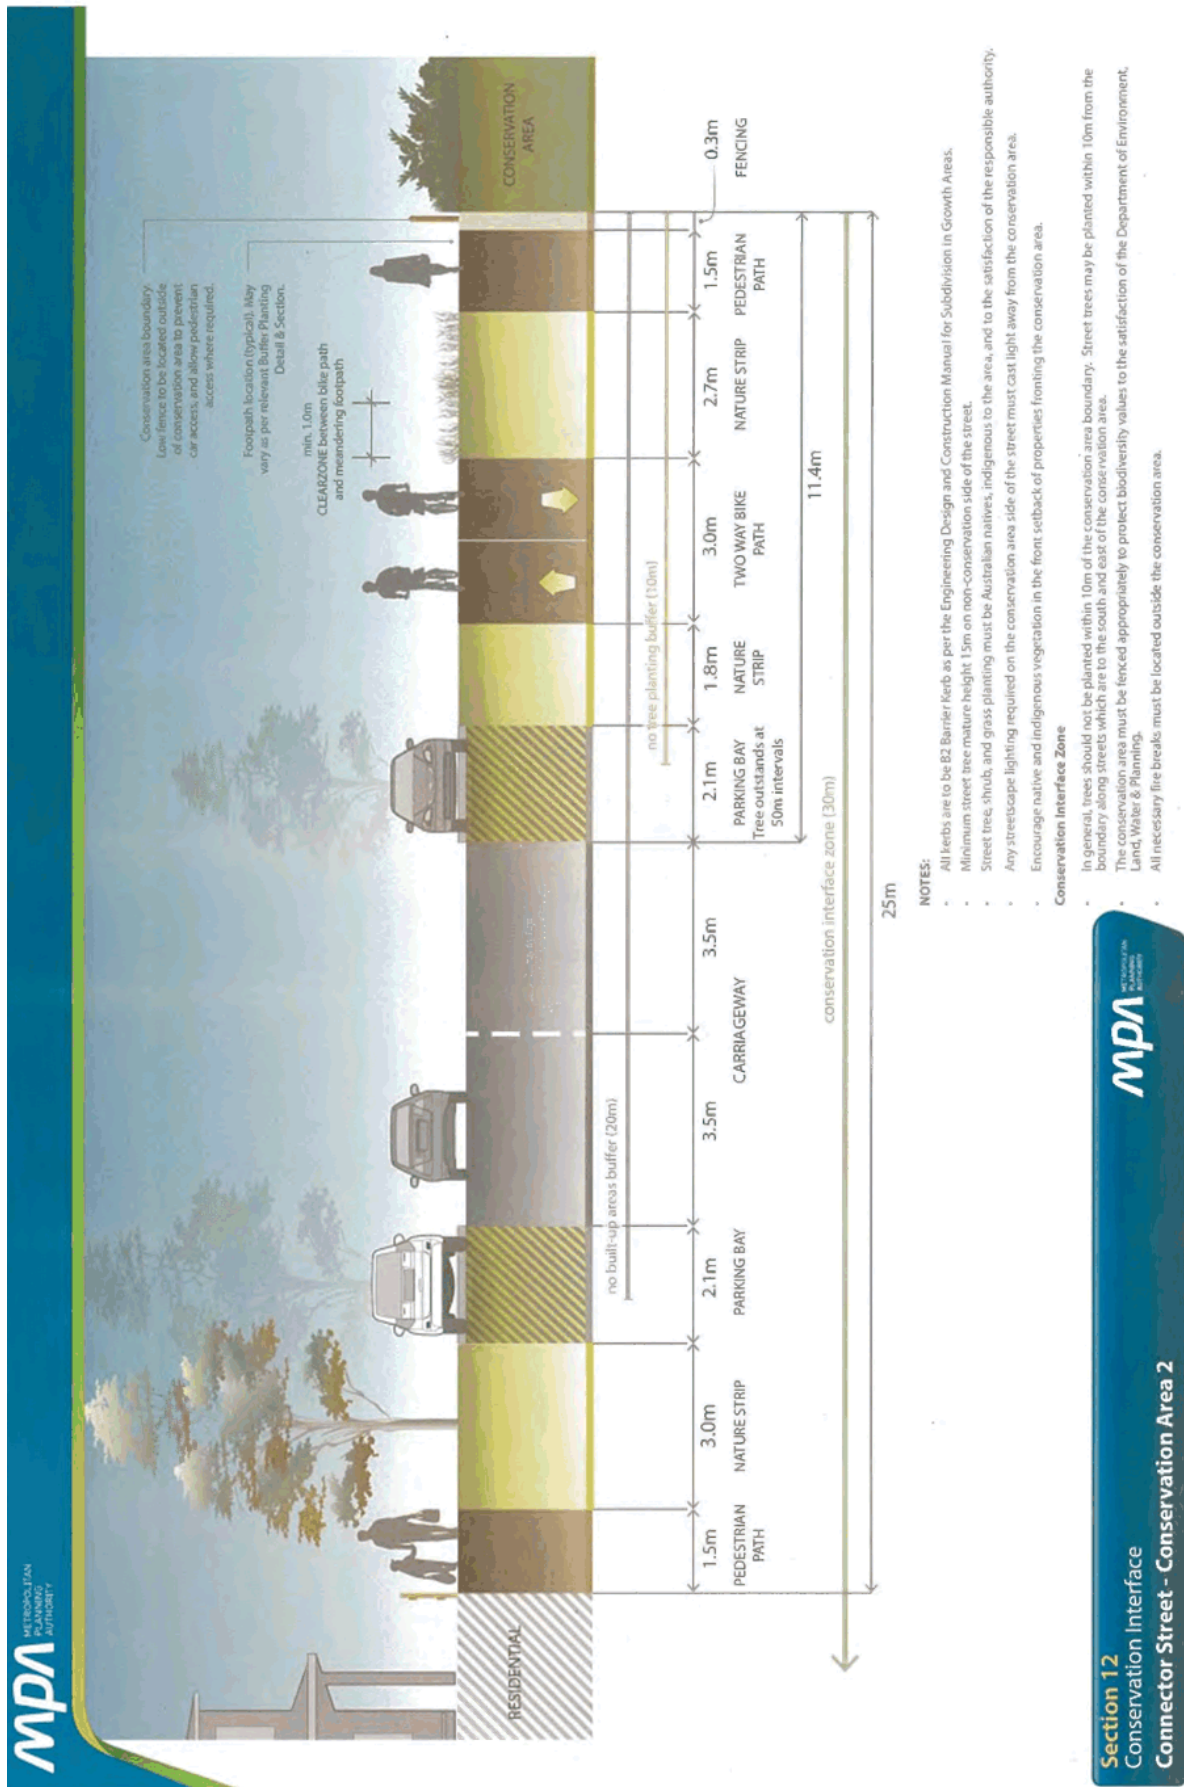 MPA
METROPOLITAN
PLANNING
AUTHORITY
Conservation area boundary.
Low fence to be located outside
of conservation area to prevent
car access, and allow pedestrian
access where required.
Footpath location (typical). May
vary as per relevant Buffer Planting
Detail & Section.
min. 1.0m
CLEARZONE between bike path
and meandering footpath
RESIDENTIAL
CONSERVATION
AREA
no built-up areas buffer (20m)
no tree planting buffer (10m)
1.5m
3.0m
2.1m
3.5m
3.5m
2.1m
1.8m
3.0m
2.7m
1.5m
0.3m
PEDESTRIAN
PATH
NATURE STRIP
PARKING BAY
CARRIAGEWAY
PARKING BAY
Tree outstands at
50m intervals
NATURE
STRIP
TWO WAY BIKE
PATH
NATURE STRIP
PEDESTRIAN
PATH
FENCING
11.4m
conservation interface zone (30m)
25m
NOTES:
- All kerbs are to be B2 Barrier Kerb as per the Engineering Design and Construction Manual for Subdivision in Growth Areas.
- Minimum street tree mature height 15m on non-conservation side of the street.
- Street tree, shrub, and grass planting must be Australian natives, indigenous to the area, and to the satisfaction of the responsible authority.
- Any streetscape lighting required on the conservation area side of the street must cast light away from the conservation area.
- Encourage native and indigenous vegetation in the front setback of properties fronting the conservation area.
Conservation Interface Zone
- In general, trees should not be planted within 10m of the conservation area boundary. Street trees may be planted within 10m from the
boundary along streets which are to the south and east of the conservation area.
- The conservation area must be fenced appropriately to protect biodiversity values to the satisfaction of the Department of Environment,
Land, Water & Planning.
- All necessary fire breaks must be located outside the conservation area.
Section 12
Conservation Interface
Connector Street - Conservation Area 2
MPA
METROPOLITAN
PLANNING
AUTHORITY